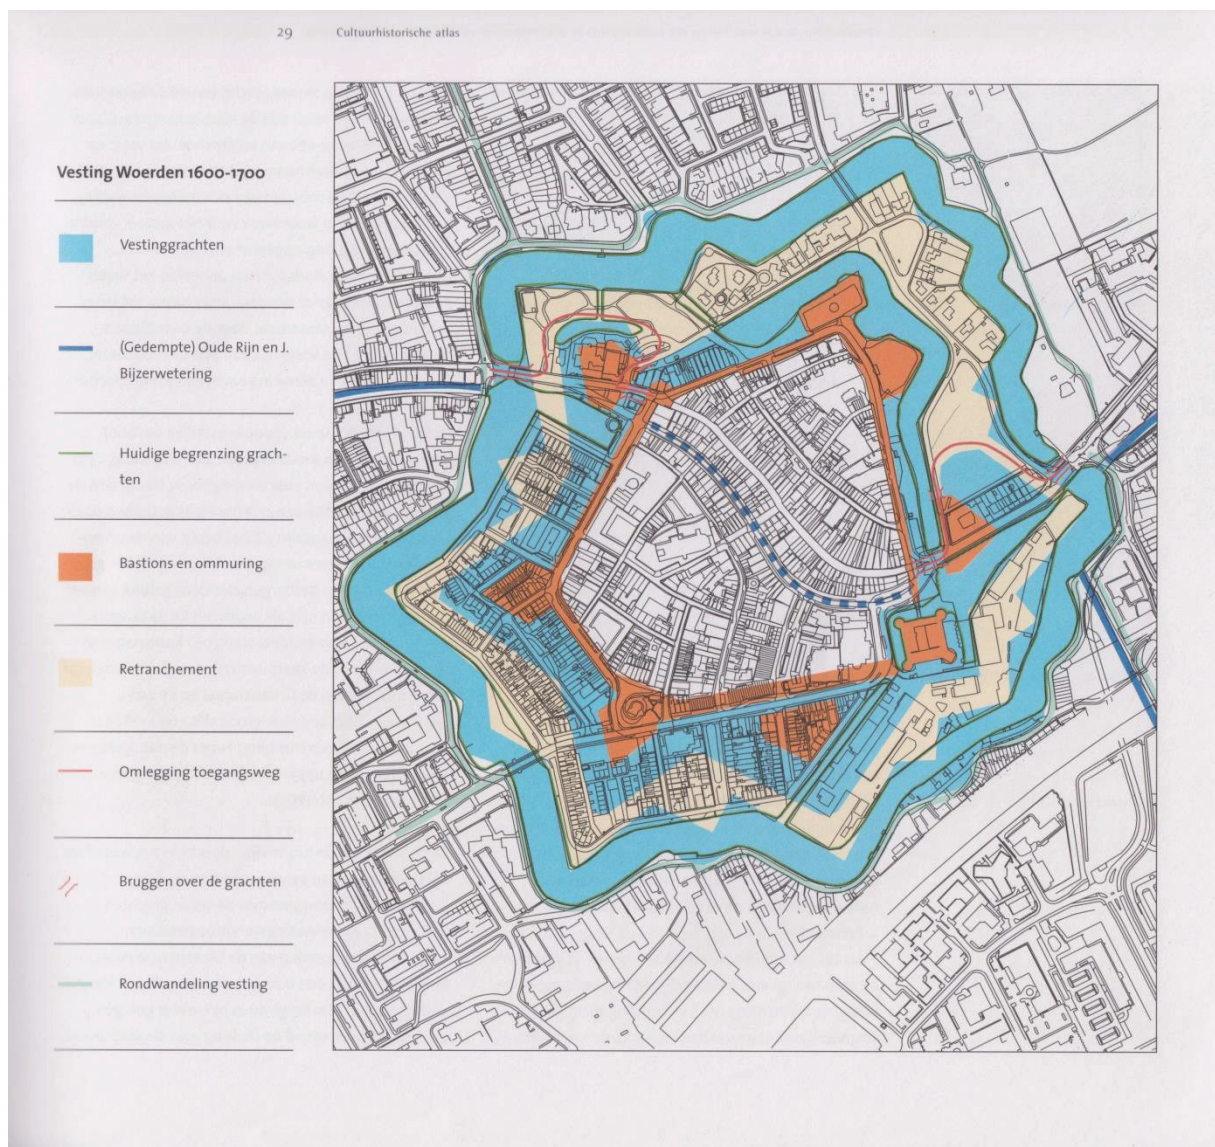 29 Cultuurhistorische atlas
Vesting Woerden 1600-1700
Vestinggrachten
(Gedempte) Oude Rijn en J.
Bijzerwetering
Huidige begrenzing grach-
ten
Bastions en ommuring
Retranchement
Omlegging toegangsweg
Bruggen over de grachten
Rondwandeling vesting